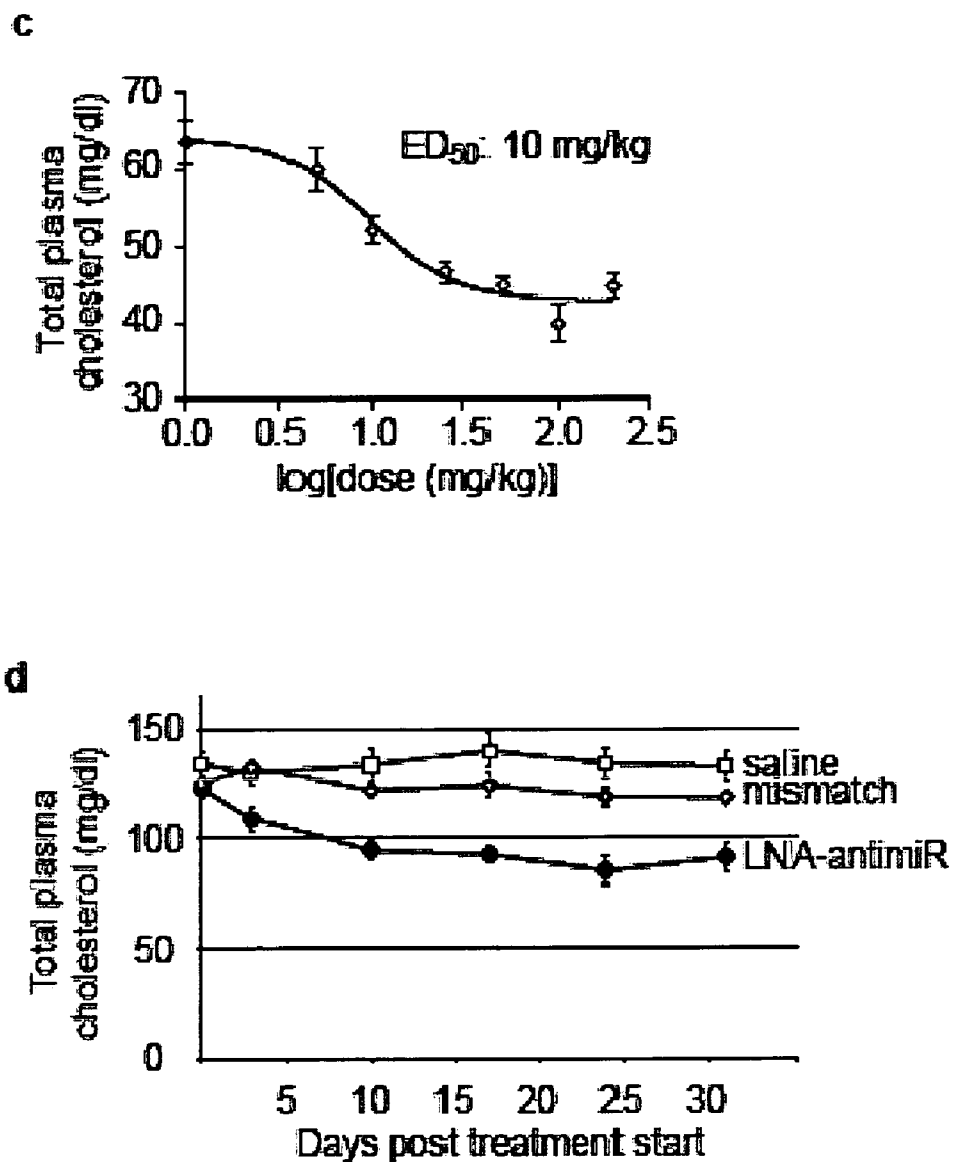 c
Total plasma
cholesterol (mg/dl)
70
60
50
40
30
ED50: 10 mg/kg
0.0 0.5 1.0 1.5 2.0 2.5
log[dose (mg/kg)]
d
Total plasma
cholesterol (mg/dl)
150
100
50
0
saline
mismatch
LNA-antimiR
5 10 15 20 25 30
Days post treatment start